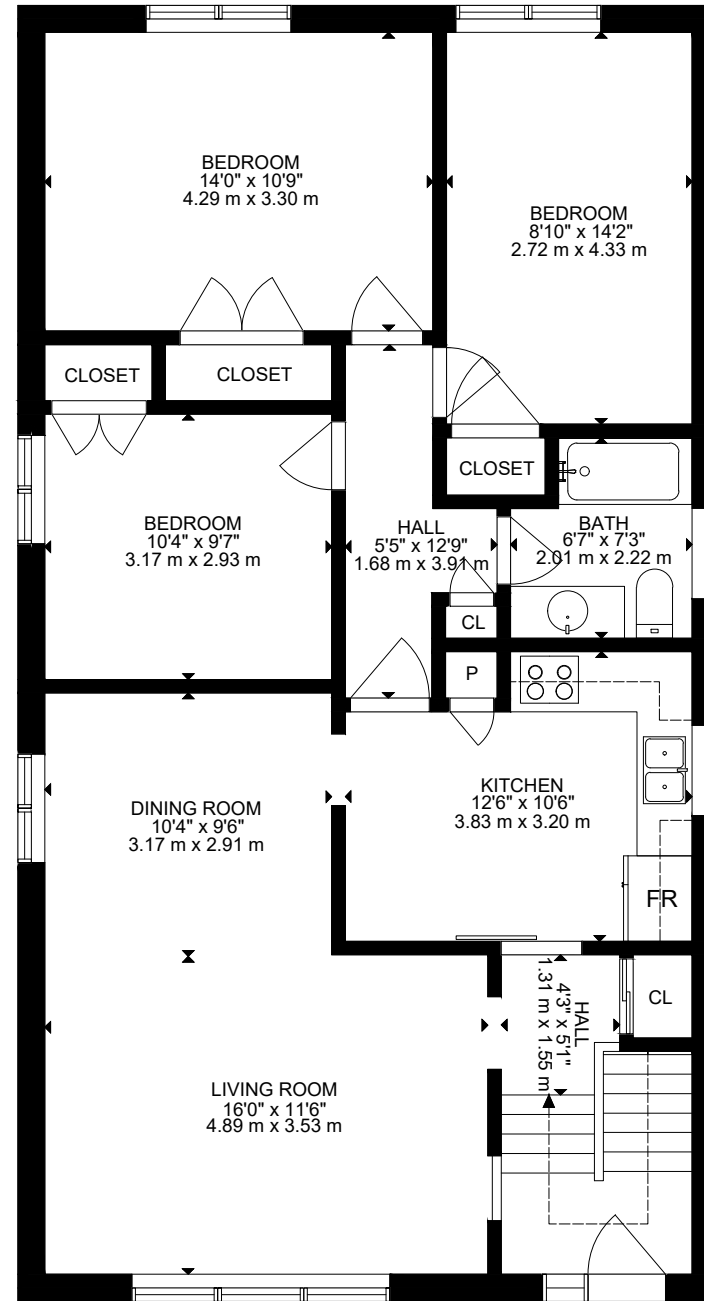 BEDROOM
14'0" x 10'9"
4.29 m x 3.30 m
BEDROOM
8'10" x 14'2"
2.72 m x 4.33 m
CLOSET
CLOSET
CLOSET
BEDROOM
10'4" x 9'7"
3.17 m x 2.93 m
HALL
5'5" x 12'9"
1.68 m x 3.91 m
BATH
6'7" x 7'3"
2.01 m x 2.22 m
CL
P
KITCHEN
12'6" x 10'6"
3.83 m x 3.20 m
DINING ROOM
10'4" x 9'6"
3.17 m x 2.91 m
FR
HALL
4'3" x 5'1"
1.31 m x 1.55 m
CL
LIVING ROOM
16'0" x 11'6"
4.89 m x 3.53 m